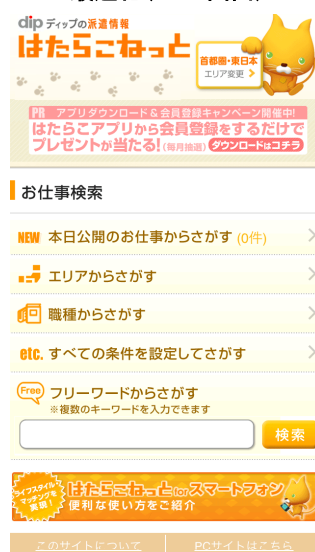 dip ディップの派遣情報
はたらこねっと
首都圏・東日本
エリア変更
PR アプリダウンロード＆会員登録キャンペーン開催中!
はたらこアプリから会員登録をするだけで
プレゼントが当たる!(毎月抽選) ダウンロードはコチラ
お仕事検索
NEW 本日公開のお仕事からさがす (0件)
エリアからさがす
職種からさがす
etc. すべての条件を設定してさがす
Free フリーワードからさがす
※複数のキーワードを入力できます
検索
ライフスタイル
マッチングを
実現!
はたらこねっと for スマートフォン
便利な使い方をご紹介
このサイトについて
PCサイトはこちら